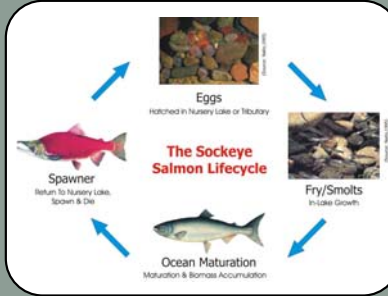 Eggs
Hatched in Nursery Lake or Tributary
The Sockeye
Salmon Lifecycle
Spawner
Return To Nursery Lake,
Spawn & Die
Fry/Smolts
In-Lake Growth
Ocean Maturation
Maturation & Biomass Accumulation